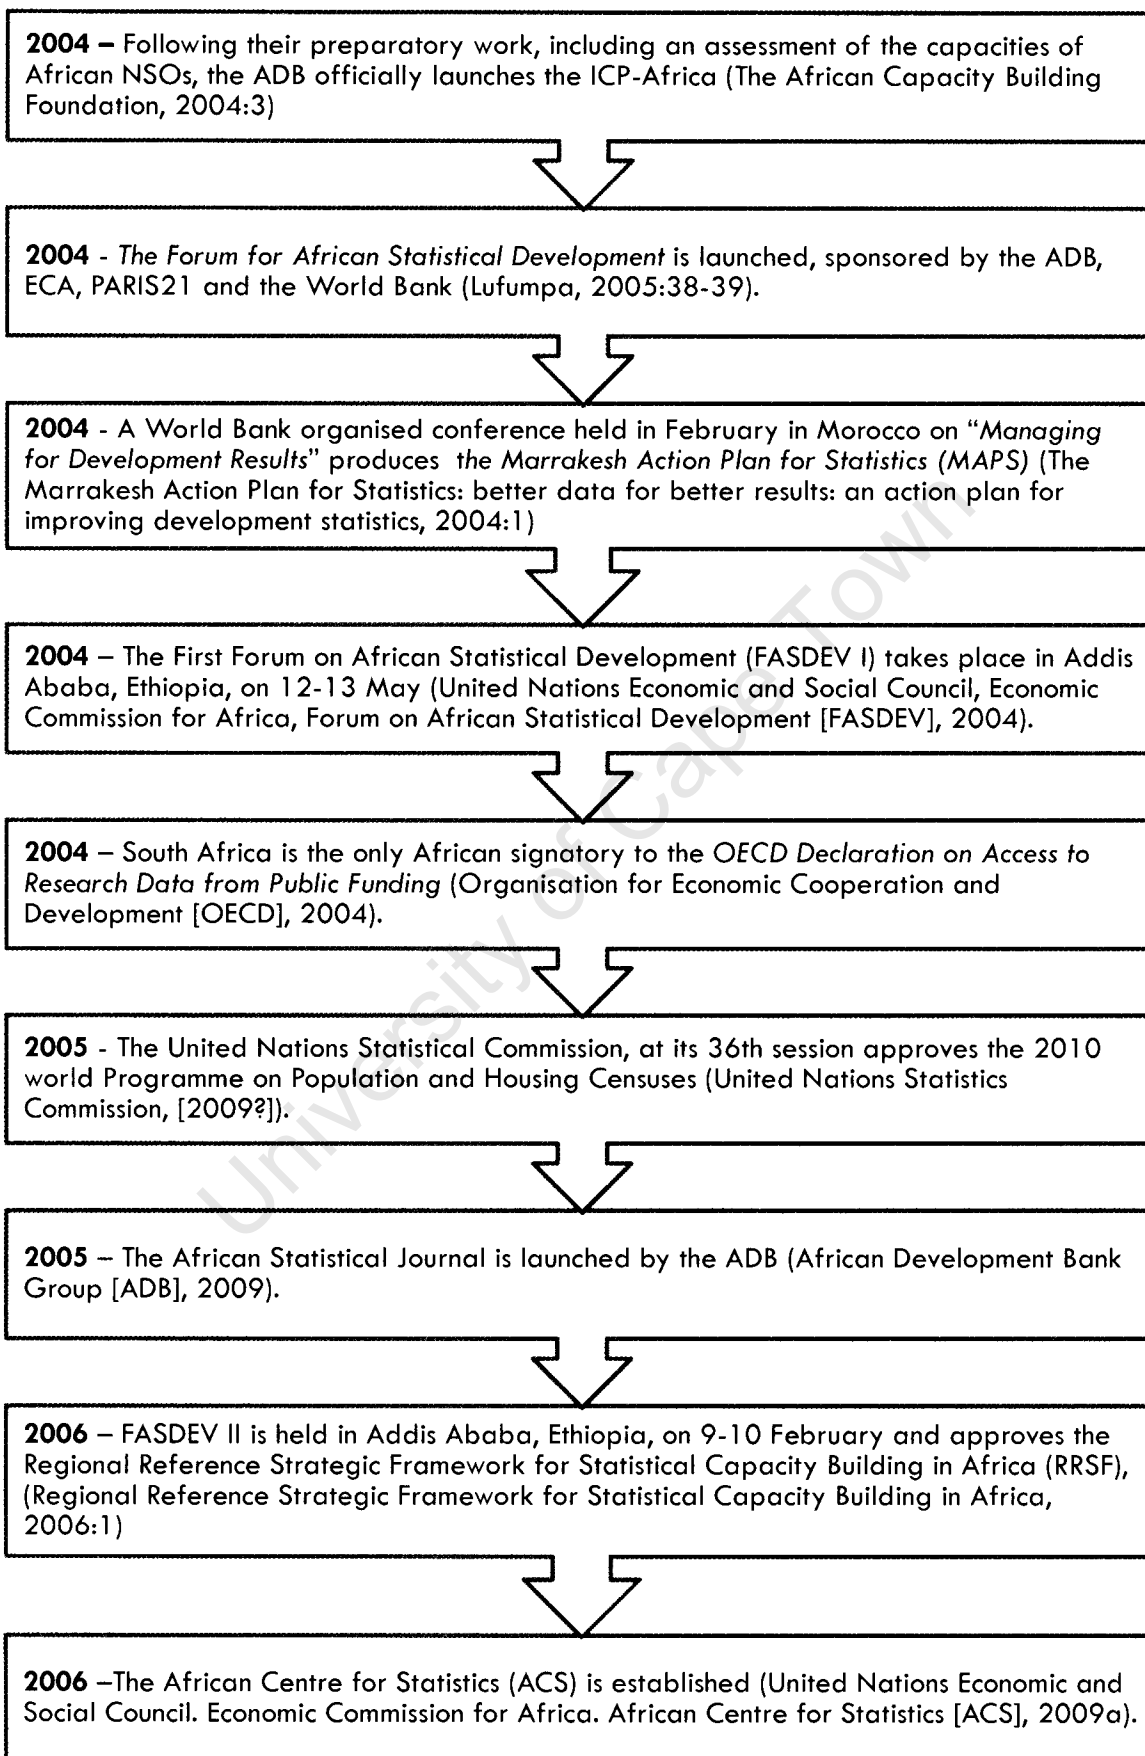 2004 – Following their preparatory work, including an assessment of the capacities of
African NSOs, the ADB officially launches the ICP-Africa (The African Capacity Building
Foundation, 2004:3)
2004 - The Forum for African Statistical Development is launched, sponsored by the ADB,
ECA, PARIS21 and the World Bank (Lufumpa, 2005:38-39).
2004 - A World Bank organised conference held in February in Morocco on “Managing
for Development Results” produces the Marrakesh Action Plan for Statistics (MAPS) (The
Marrakesh Action Plan for Statistics: better data for better results: an action plan for
improving development statistics, 2004:1)
2004 – The First Forum on African Statistical Development (FASDEV I) takes place in Addis
Ababa, Ethiopia, on 12-13 May (United Nations Economic and Social Council, Economic
Commission for Africa, Forum on African Statistical Development [FASDEV], 2004).
2004 – South Africa is the only African signatory to the OECD Declaration on Access to
Research Data from Public Funding (Organisation for Economic Cooperation and
Development [OECD], 2004).
2005 - The United Nations Statistical Commission, at its 36th session approves the 2010
world Programme on Population and Housing Censuses (United Nations Statistics
Commission, [2009?]).
2005 – The African Statistical Journal is launched by the ADB (African Development Bank
Group [ADB], 2009).
2006 – FASDEV II is held in Addis Ababa, Ethiopia, on 9-10 February and approves the
Regional Reference Strategic Framework for Statistical Capacity Building in Africa (RRSF),
(Regional Reference Strategic Framework for Statistical Capacity Building in Africa,
2006:1)
2006 –The African Centre for Statistics (ACS) is established (United Nations Economic and
Social Council. Economic Commission for Africa. African Centre for Statistics [ACS], 2009a).
University of Cape Town